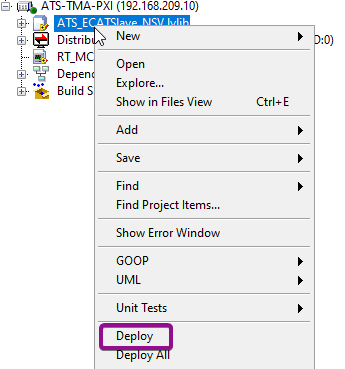 ATS-TMA-PXI (192.168.209.10)
ATS_ECATSlave_NSV.lvlib
Distribu D:0)
RT_MC
Depend
Build S
New
Open
Explore...
Show in Files View Ctrl+E
Add
Save
Find
Find Project Items...
Show Error Window
GOOP
UML
Unit Tests
Deploy
Deploy All